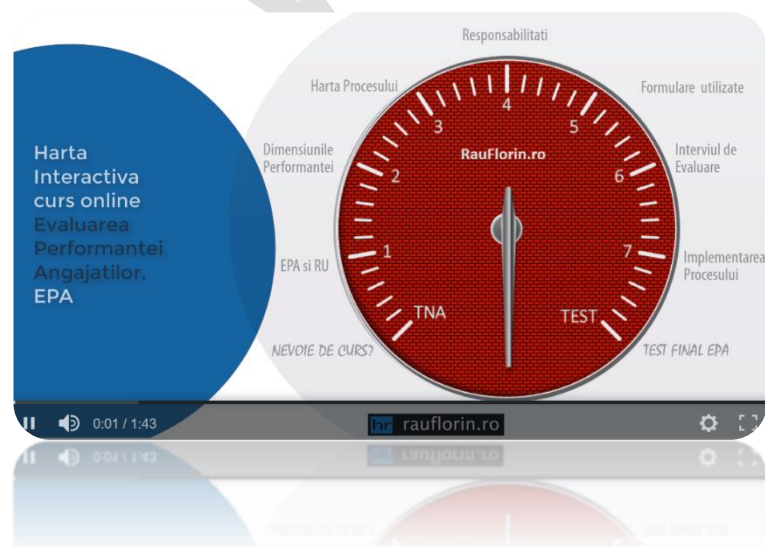 Harta
Interactiva
curs online
Evaluarea
Performantei
Angajatilor,
EPA
Responsabilitati
Harta Procesului
Formulare utilizate
Dimensiunile
Performantei
Interviul de
Evaluare
EPA si RU
Implementarea
Procesului
NEVOIE DE CURS?
TEST FINAL EPA
RauFlorin.ro
TNA
1
2
3
4
5
6
7
TEST
0:01 / 1:43
hr rauflorin.ro